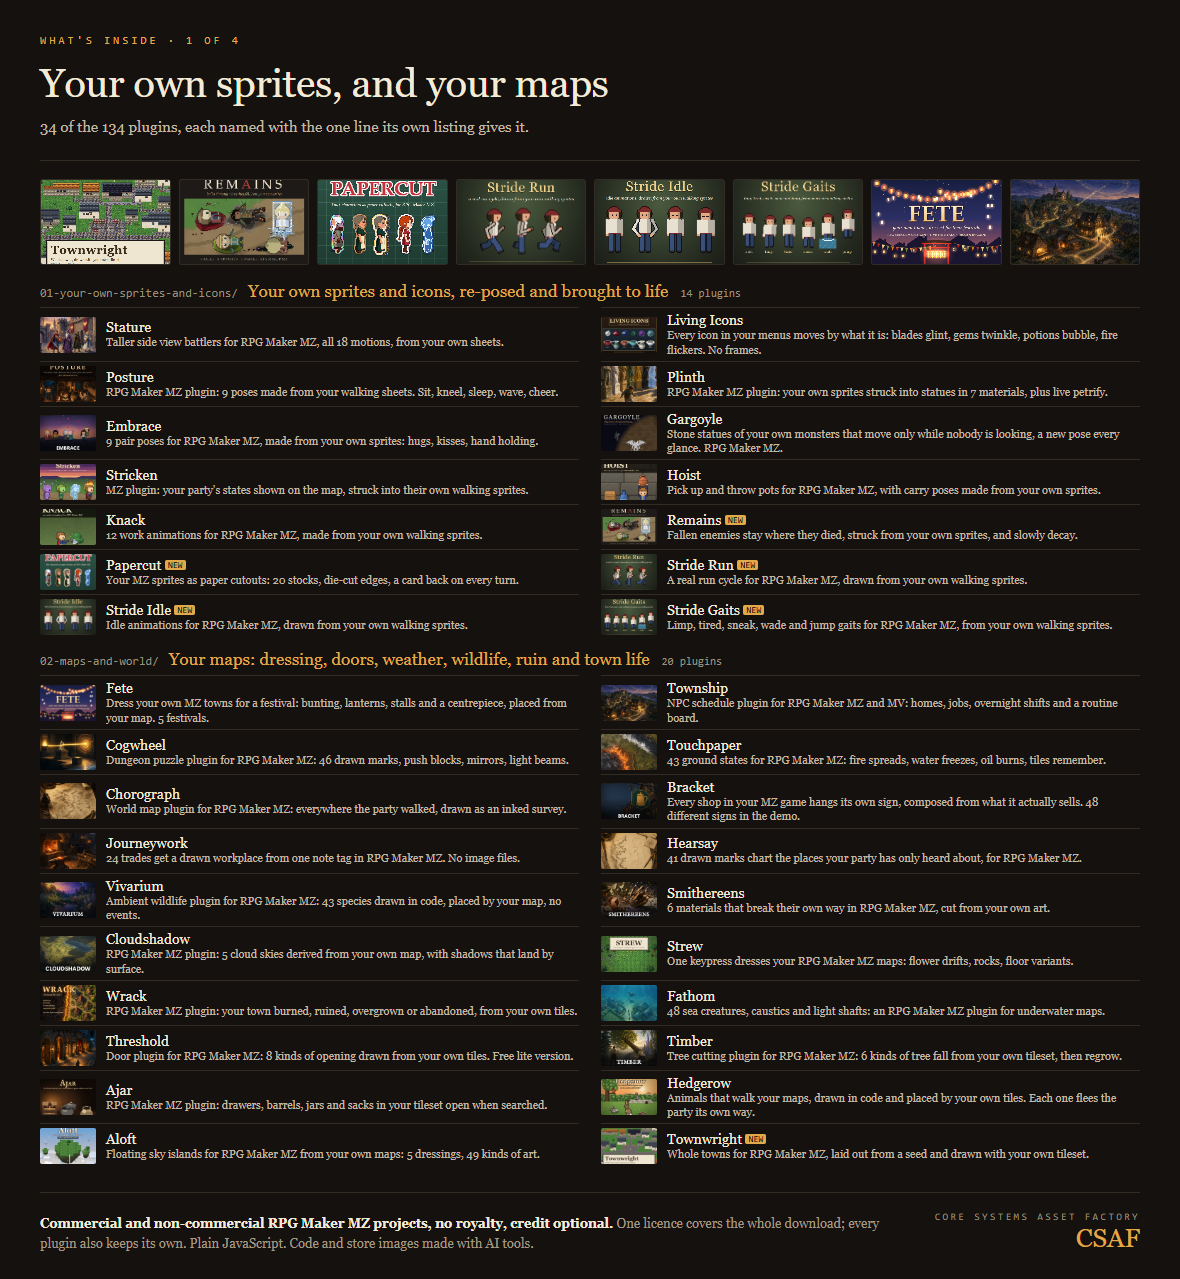 WHAT'S INSIDE · 1 OF 4
Your own sprites, and your maps
34 of the 134 plugins, each named with the one line its own listing gives it.
Townwright
REMAINS
PAPERCUT
Stride Run
Stride Idle
Stride Gaits
FETE
01-your-own-sprites-and-icons/ Your own sprites and icons, re-posed and brought to life 14 plugins
Stature
Taller side view battlers for RPG Maker MZ, all 18 motions, from your own sheets.
LIVING ICONS
Living Icons
Every icon in your menus moves by what it is: blades glint, gems twinkle, potions bubble, fire
flickers. No frames.
POSTURE
Posture
RPG Maker MZ plugin: 9 poses made from your walking sheets. Sit, kneel, sleep, wave, cheer.
Plinth
RPG Maker MZ plugin: your own sprites struck into statues in 7 materials, plus live petrify.
EMBRACE
Embrace
9 pair poses for RPG Maker MZ, made from your own sprites: hugs, kisses, hand holding.
GARGOYLE
Gargoyle
Stone statues of your own monsters that move only while nobody is looking, a new pose every
glance. RPG Maker MZ.
Stricken
Stricken
MZ plugin: your party's states shown on the map, struck into their own walking sprites.
HOIST
Hoist
Pick up and throw pots for RPG Maker MZ, with carry poses made from your own sprites.
KNACK
Knack
12 work animations for RPG Maker MZ, made from your own walking sprites.
REMAINS
Remains NEW
Fallen enemies stay where they died, struck from your own sprites, and slowly decay.
PAPERCUT
Papercut NEW
Your MZ sprites as paper cutouts: 20 stocks, die-cut edges, a card back on every turn.
Stride Run
Stride Run NEW
A real run cycle for RPG Maker MZ, drawn from your own walking sprites.
Stride Idle
Stride Idle NEW
Idle animations for RPG Maker MZ, drawn from your own walking sprites.
Stride Gaits
Stride Gaits NEW
Limp, tired, sneak, wade and jump gaits for RPG Maker MZ, from your own walking sprites.
02-maps-and-world/ Your maps: dressing, doors, weather, wildlife, ruin and town life 20 plugins
FETE
Fete
Dress your own MZ towns for a festival: bunting, lanterns, stalls and a centrepiece, placed from
your map. 5 festivals.
Township
NPC schedule plugin for RPG Maker MZ and MV: homes, jobs, overnight shifts and a routine
board.
Cogwheel
Dungeon puzzle plugin for RPG Maker MZ: 46 drawn marks, push blocks, mirrors, light beams.
Touchpaper
43 ground states for RPG Maker MZ: fire spreads, water freezes, oil burns, tiles remember.
Chorograph
World map plugin for RPG Maker MZ: everywhere the party walked, drawn as an inked survey.
BRACKET
Bracket
Every shop in your MZ game hangs its own sign, composed from what it actually sells. 48
different signs in the demo.
Journeywork
24 trades get a drawn workplace from one note tag in RPG Maker MZ. No image files.
Hearsay
41 drawn marks chart the places your party has only heard about, for RPG Maker MZ.
VIVARIUM
Vivarium
Ambient wildlife plugin for RPG Maker MZ: 43 species drawn in code, placed by your map, no
events.
SMITHEREENS
Smithereens
6 materials that break their own way in RPG Maker MZ, cut from your own art.
CLOUDSHADOW
Cloudshadow
RPG Maker MZ plugin: 5 cloud skies derived from your own map, with shadows that land by
surface.
STREW
Strew
One keypress dresses your RPG Maker MZ maps: flower drifts, rocks, floor variants.
WRACK
Wrack
RPG Maker MZ plugin: your town burned, ruined, overgrown or abandoned, from your own tiles.
Fathom
48 sea creatures, caustics and light shafts: an RPG Maker MZ plugin for underwater maps.
Threshold
Door plugin for RPG Maker MZ: 8 kinds of opening drawn from your own tiles. Free lite version.
TIMBER
Timber
Tree cutting plugin for RPG Maker MZ: 6 kinds of tree fall from your own tileset, then regrow.
AJAR
Ajar
RPG Maker MZ plugin: drawers, barrels, jars and sacks in your tileset open when searched.
Hedgerow
Animals that walk your maps, drawn in code and placed by your own tiles. Each one flees the
party its own way.
Aloft
Aloft
Floating sky islands for RPG Maker MZ from your own maps: 5 dressings, 49 kinds of art.
Townwright
Townwright NEW
Whole towns for RPG Maker MZ, laid out from a seed and drawn with your own tileset.
Commercial and non-commercial RPG Maker MZ projects, no royalty, credit optional. One licence covers the whole download; every
plugin also keeps its own. Plain JavaScript. Code and store images made with AI tools.
CORE SYSTEMS ASSET FACTORY
CSAF